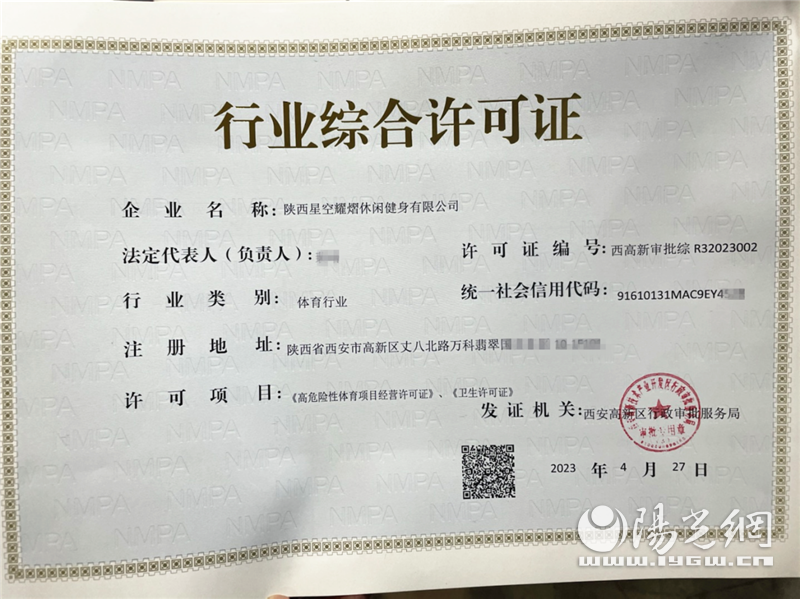 行业综合许可证
企业名称：陕西星空耀熠休闲健身有限公司
法定代表人（负责人）：
许可证编号：西高新审批综 R32023002
行业类别：体育行业
统一社会信用代码：91610131MAC9EY4
注册地址：陕西省西安市高新区丈八北路万科翡翠
许可项目：《高危险性体育项目经营许可证》、《卫生许可证》
发证机关：西安高新区行政审批服务局
审批专用章
2023 年 4 月 27 日
陽光網
www.iygw.cn